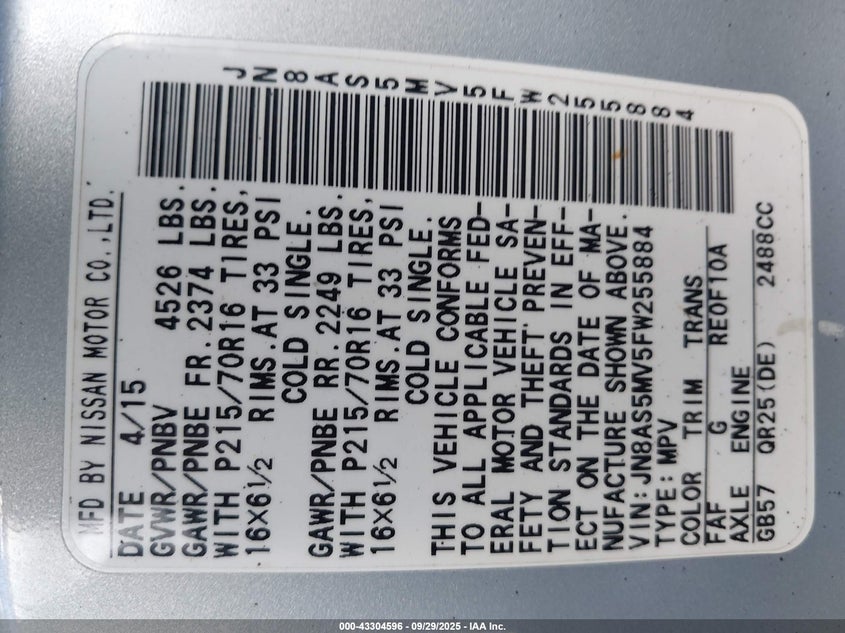 JN8AS5MV5FW255884
MFD BY NISSAN MOTOR CO.,LTD.
DATE 4/15
GVWR/PNBV 4526 LBS.
GAWR/PNBE FR.2374 LBS.
WITH P215/70R16 TIRES,
16X6½ RIMS.AT 33 PSI
COLD SINGLE.
GAWR/PNBE RR.2249 LBS.
WITH P215/70R16 TIRES,
16X6½ RIMS.AT 33 PSI
COLD SINGLE.
THIS VEHICLE CONFORMS
TO ALL APPLICABLE FED-
ERAL MOTOR VEHICLE SA-
FETY AND THEFT PREVEN-
TION STANDARDS IN EFF-
ECT ON THE DATE OF MA-
NUFACTURE SHOWN ABOVE.
VIN:JN8AS5MV5FW255884
TYPE:MPV
COLOR TRIM TRANS
FAF G RE0F10A
AXLE ENGINE
GB57 QR25(DE) 2488CC
000-43304596 - 09/29/2025 - IAA Inc.